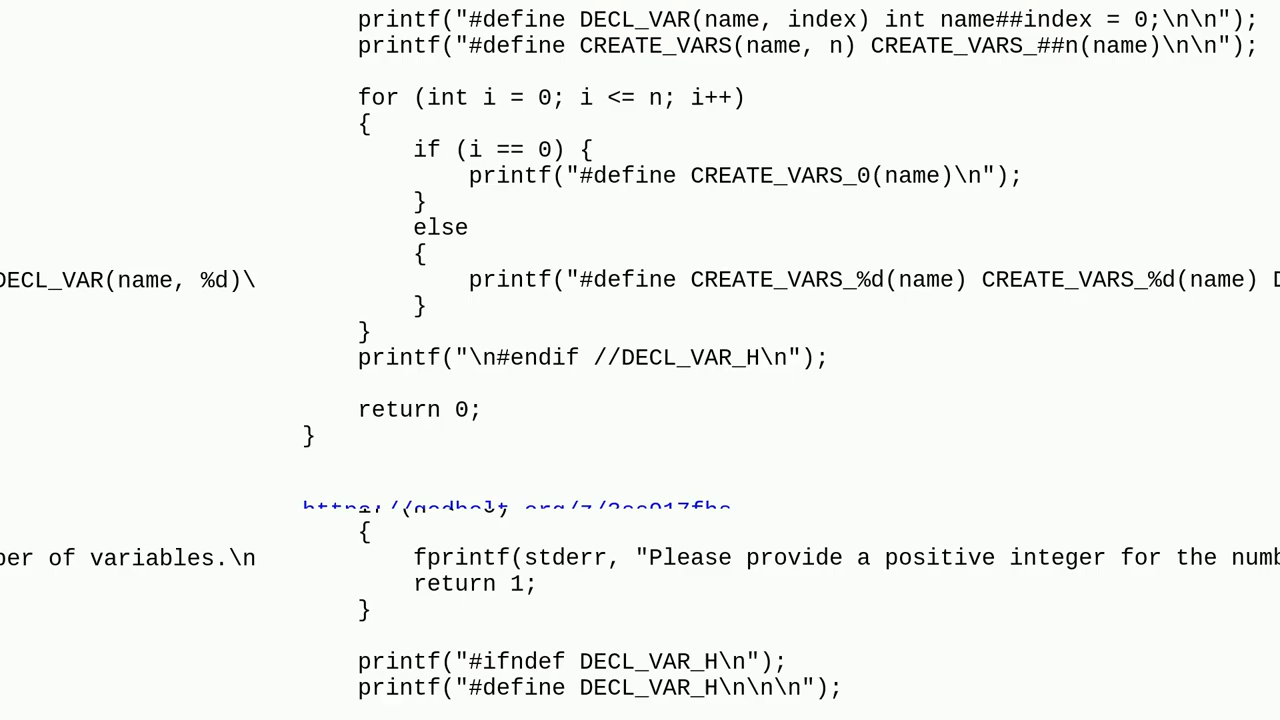 printf("#define DECL_VAR(name, index) int name##index = 0;\n\n");
printf("#define CREATE_VARS(name, n) CREATE_VARS_##n(name)\n\n");
for (int i = 0; i <= n; i++)
{
if (i == 0) {
printf("#define CREATE_VARS_0(name)\n");
}
else
{
DECL_VAR(name, %d)\
printf("#define CREATE_VARS_%d(name) CREATE_VARS_%d(name) D
}
}
printf("\n#endif //DECL_VAR_H\n");
return 0;
}
{
ber of variables.\n
fprintf(stderr, "Please provide a positive integer for the numb
return 1;
}
printf("#ifndef DECL_VAR_H\n");
printf("#define DECL_VAR_H\n\n\n");